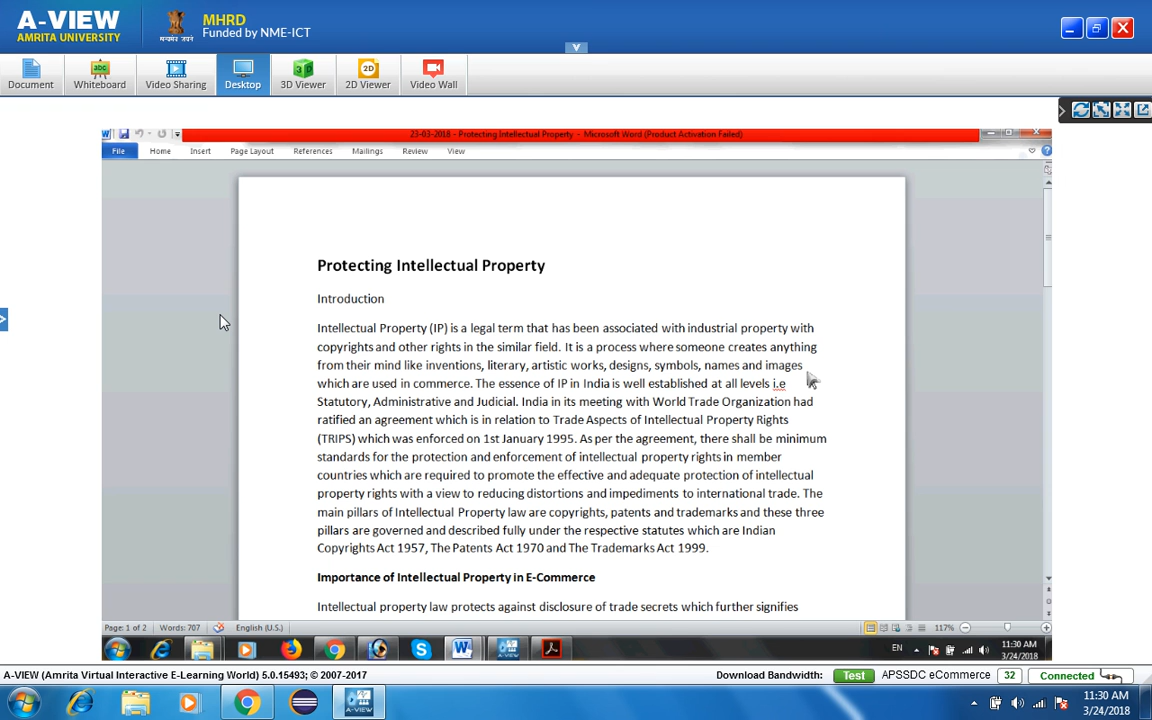 A-VIEW
AMRITA UNIVERSITY
MHRD
Funded by NME-ICT
Document
abc
Whiteboard
Video Sharing
Desktop
3D
3D Viewer
2D
2D Viewer
Video Wall
23-03-2018 - Protecting Intellectual Property - Microsoft Word (Product Activation Failed)
File Home Insert Page Layout References Mailings Review View
Protecting Intellectual Property
Introduction
Intellectual Property (IP) is a legal term that has been associated with industrial property with
copyrights and other rights in the similar field. It is a process where someone creates anything
from their mind like inventions, literary, artistic works, designs, symbols, names and images
which are used in commerce. The essence of IP in India is well established at all levels i.e
Statutory, Administrative and Judicial. India in its meeting with World Trade Organization had
ratified an agreement which is in relation to Trade Aspects of Intellectual Property Rights
(TRIPS) which was enforced on 1st January 1995. As per the agreement, there shall be minimum
standards for the protection and enforcement of intellectual property rights in member
countries which are required to promote the effective and adequate protection of intellectual
property rights with a view to reducing distortions and impediments to international trade. The
main pillars of Intellectual Property law are copyrights, patents and trademarks and these three
pillars are governed and described fully under the respective statutes which are Indian
Copyrights Act 1957, The Patents Act 1970 and The Trademarks Act 1999.
Importance of Intellectual Property in E-Commerce
Intellectual property law protects against disclosure of trade secrets which further signifies
Page: 1 of 2 Words: 707 English (U.S.) 117%
EN 11:30 AM
3/24/2018
A-VIEW (Amrita Virtual Interactive E-Learning World) 5.0.15493; © 2007-2017 Download Bandwidth: Test APSSDC eCommerce 32 Connected
11:30 AM
3/24/2018